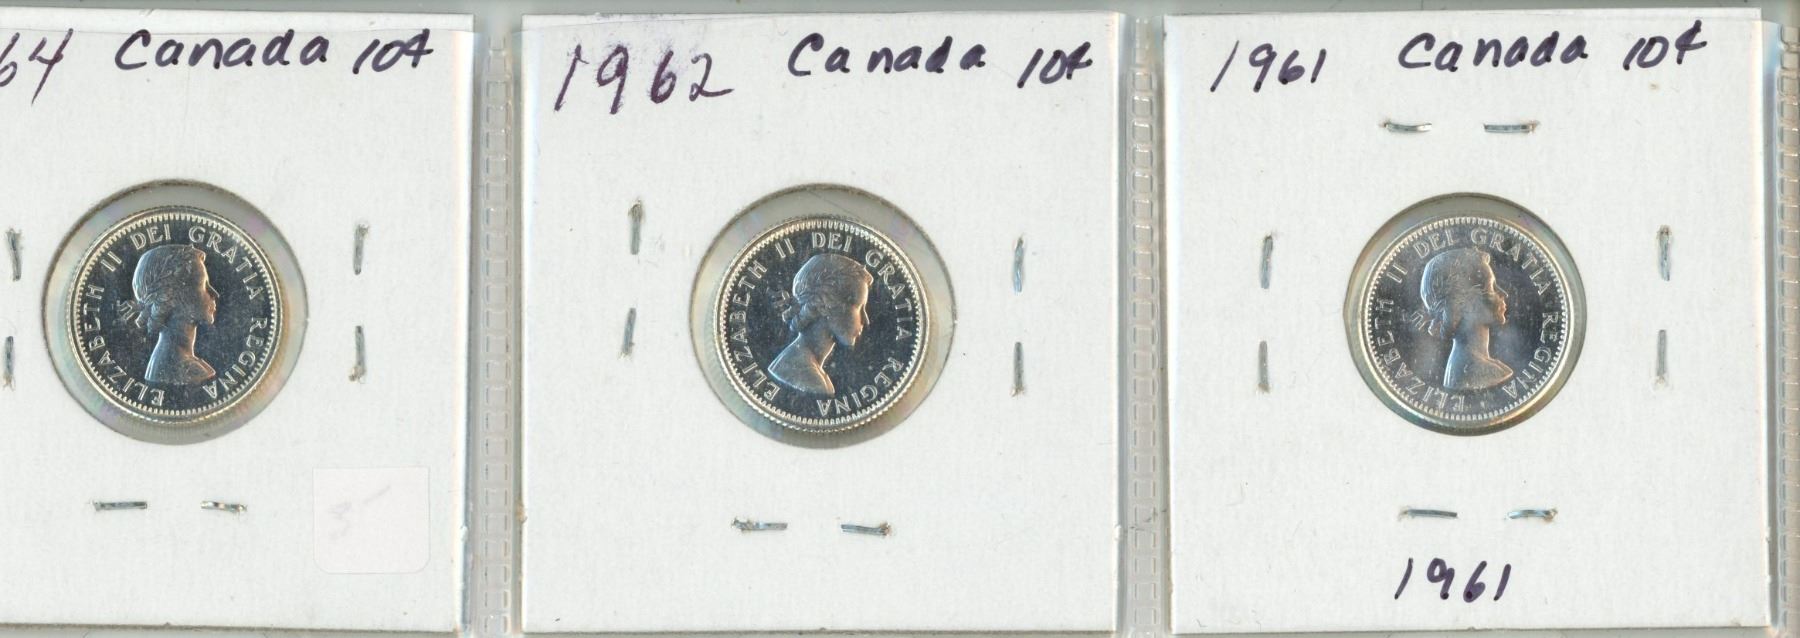 64 Canada 10¢
ELIZABETH II DEI GRATIA REGINA
1962 Canada 10¢
ELIZABETH II DEI GRATIA REGINA
1961 Canada 10¢
ELIZABETH II DEI GRATIA REGINA
1961